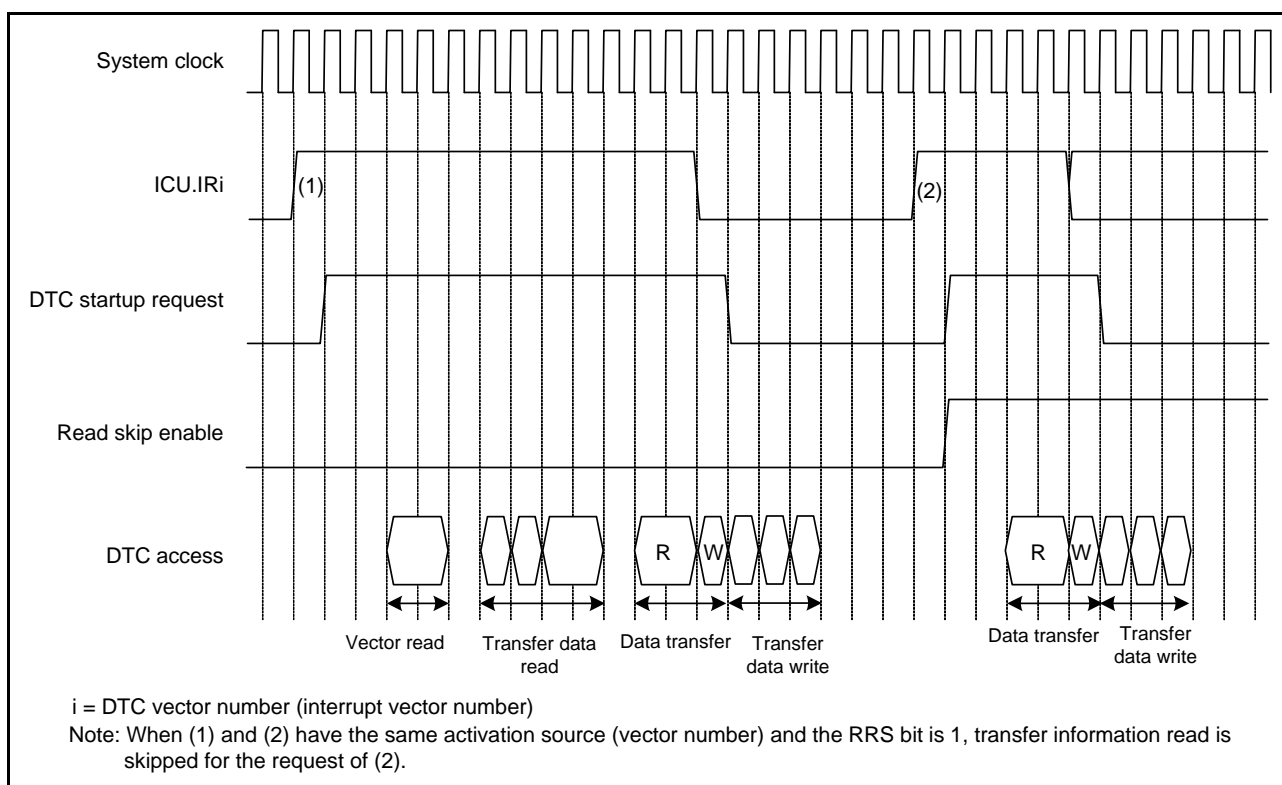 System clock
ICU.IRi
(1)
(2)
DTC startup request
Read skip enable
DTC access
R
W
R
W
Vector read
Transfer data
read
Data transfer
Transfer
data write
Data transfer
Transfer
data write
i = DTC vector number (interrupt vector number)
Note: When (1) and (2) have the same activation source (vector number) and the RRS bit is 1, transfer information read is
skipped for the request of (2).